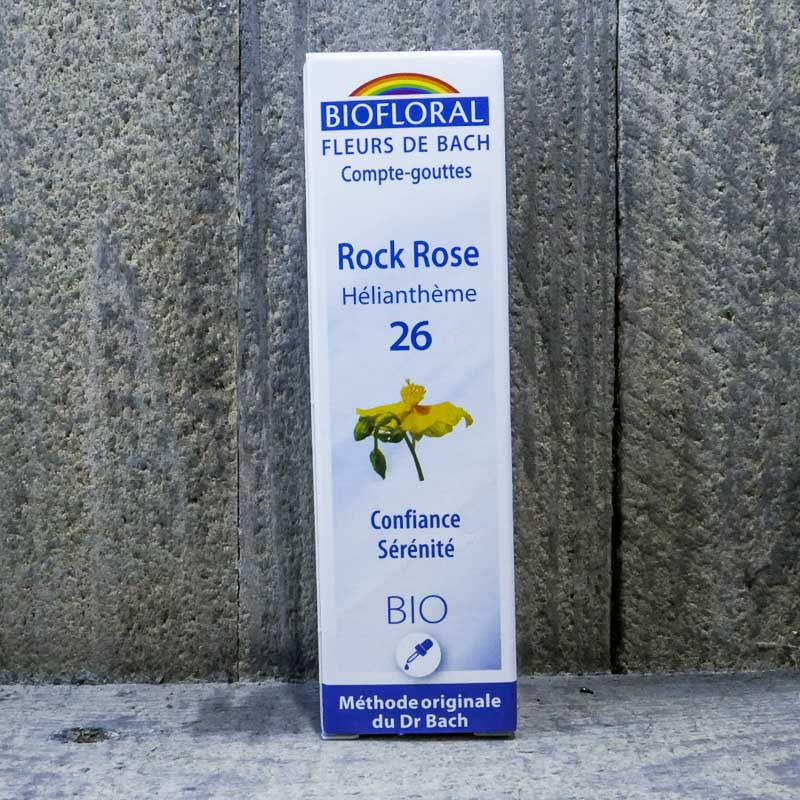 BIOFLORAL
FLEURS DE BACH
Compte-gouttes
Rock Rose
Hélianthème
26
Confiance
Sérénité
BIO
Méthode originale
du Dr Bach